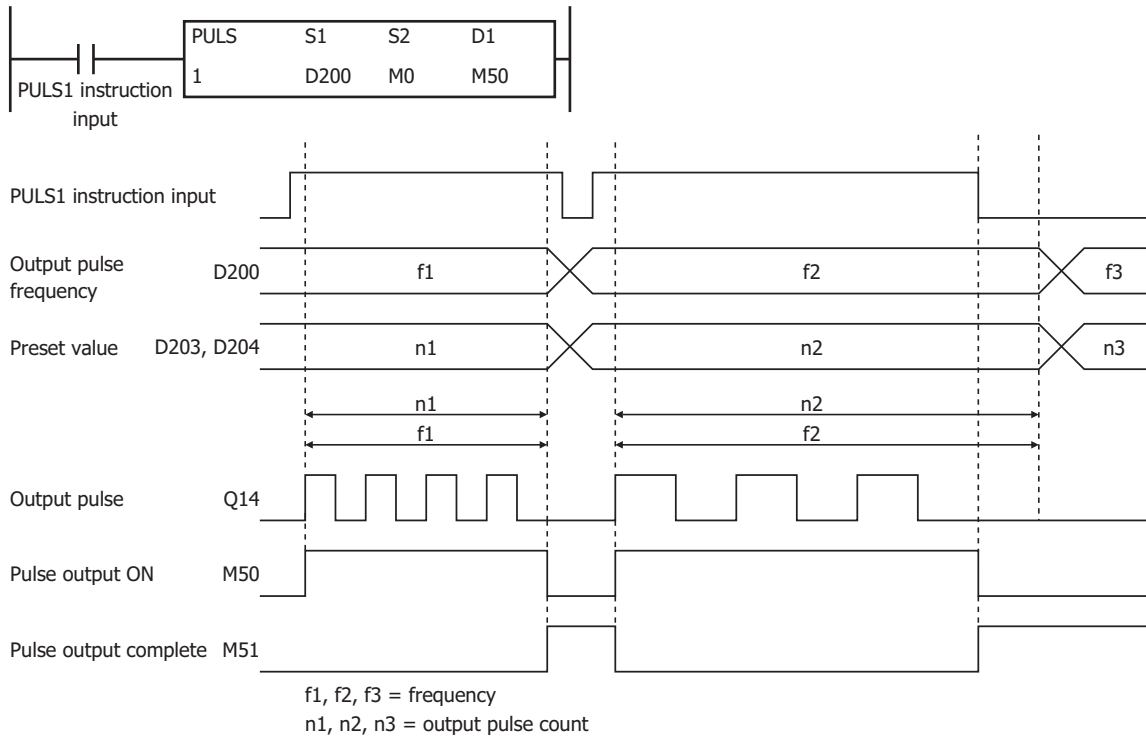 PULS S1 S2 D1
1 D200 M0 M50
PULS1 instruction
input
PULS1 instruction input
Output pulse
frequency
D200 f1 f2 f3
Preset value D203, D204 n1 n2 n3
n1 n2
f1 f2
Output pulse Q14
Pulse output ON M50
Pulse output complete M51
f1, f2, f3 = frequency
n1, n2, n3 = output pulse count